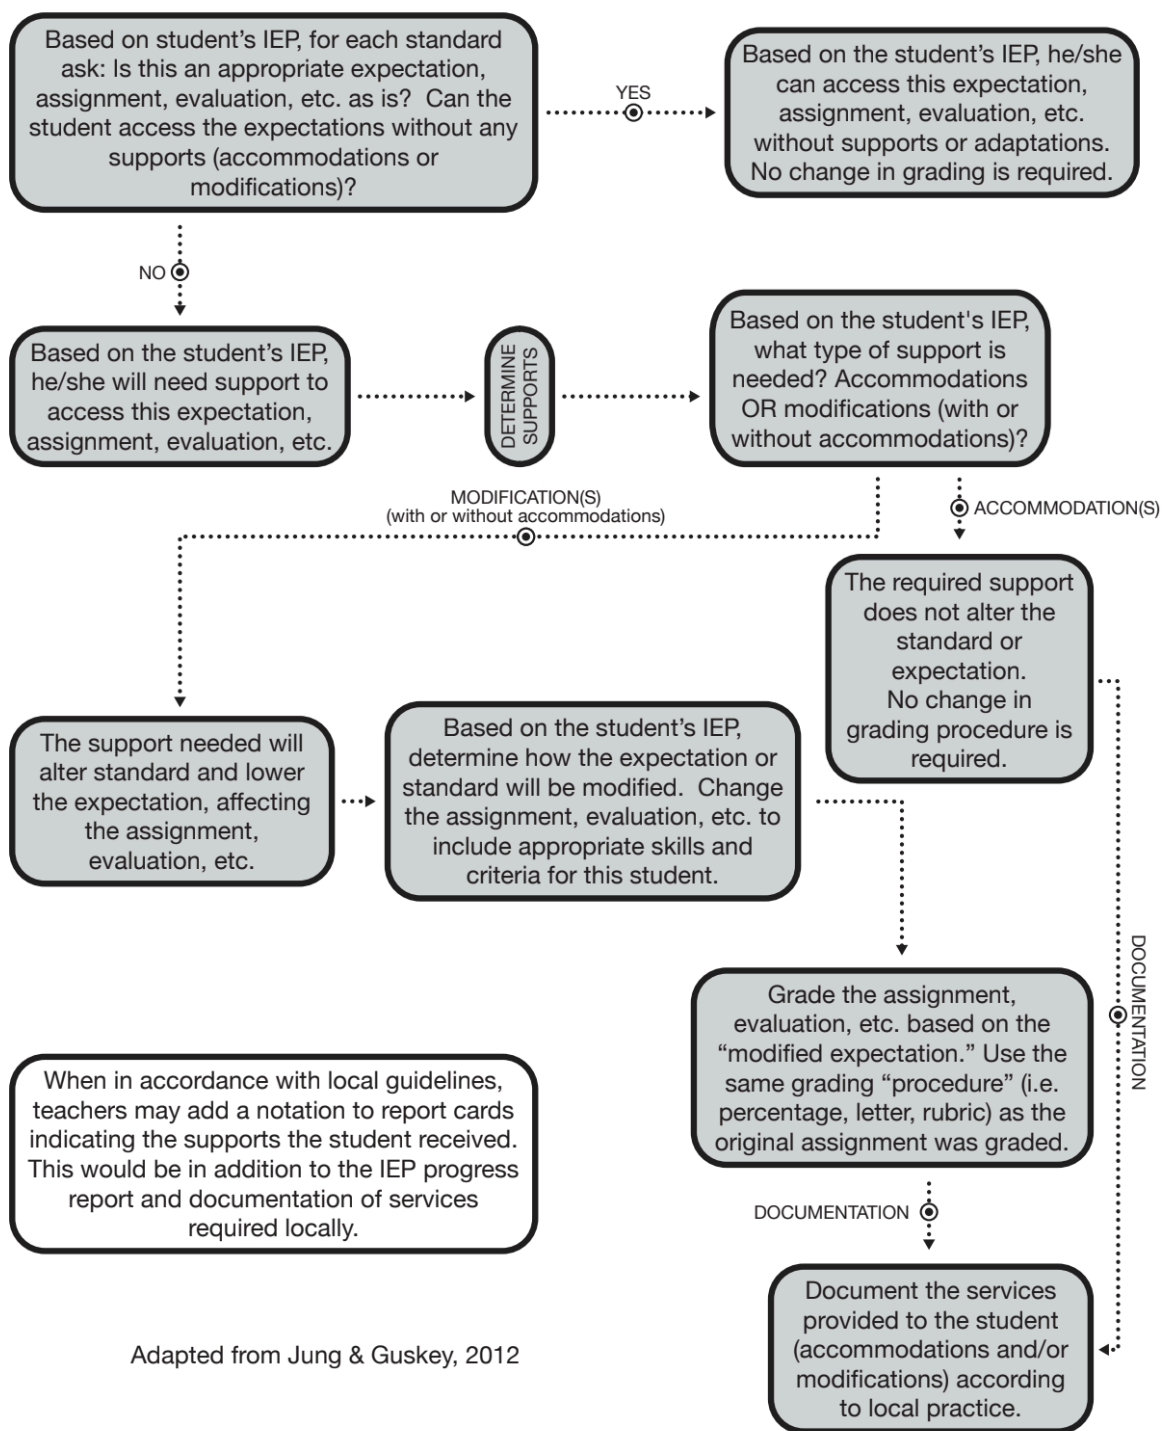 Based on student’s IEP, for each standard
ask: Is this an appropriate expectation,
assignment, evaluation, etc. as is?  Can the
student access the expectations without any
supports (accommodations or
modifications)?
YES
Based on the student’s IEP, he/she
can access this expectation,
assignment, evaluation, etc.
without supports or adaptations.
No change in grading is required.
NO
Based on the student’s IEP,
he/she will need support to
access this expectation,
assignment, evaluation, etc.
DETERMINE
SUPPORTS
Based on the student's IEP,
what type of support is
needed? Accommodations
OR modifications (with or
without accommodations)?
MODIFICATION(S)
(with or without accommodations)
ACCOMMODATION(S)
The required support
does not alter the
standard or
expectation.
No change in
grading procedure is
required.
The support needed will
alter standard and lower
the expectation, affecting
the assignment,
evaluation, etc.
Based on the student’s IEP,
determine how the expectation or
standard will be modified.  Change
the assignment, evaluation, etc. to
include appropriate skills and
criteria for this student.
DOCUMENTATION
Grade the assignment,
evaluation, etc. based on the
“modified expectation.” Use the
same grading “procedure” (i.e.
percentage, letter, rubric) as the
original assignment was graded.
When in accordance with local guidelines,
teachers may add a notation to report cards
indicating the supports the student received.
This would be in addition to the IEP progress
report and documentation of services
required locally.
DOCUMENTATION
Document the services
provided to the student
(accommodations and/or
modifications) according
to local practice.
Adapted from Jung & Guskey, 2012